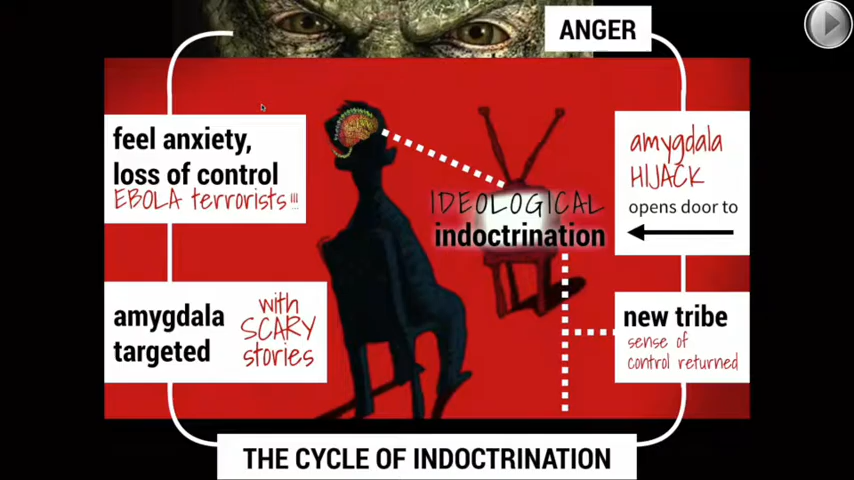 ANGER
feel anxiety,
loss of control
EBOLA terrorists!!!
amygdala
HIJACK
opens door to
IDEOLOGICAL
indoctrination
amygdala
targeted
with
SCARY
stories
new tribe
sense of
control returned
THE CYCLE OF INDOCTRINATION